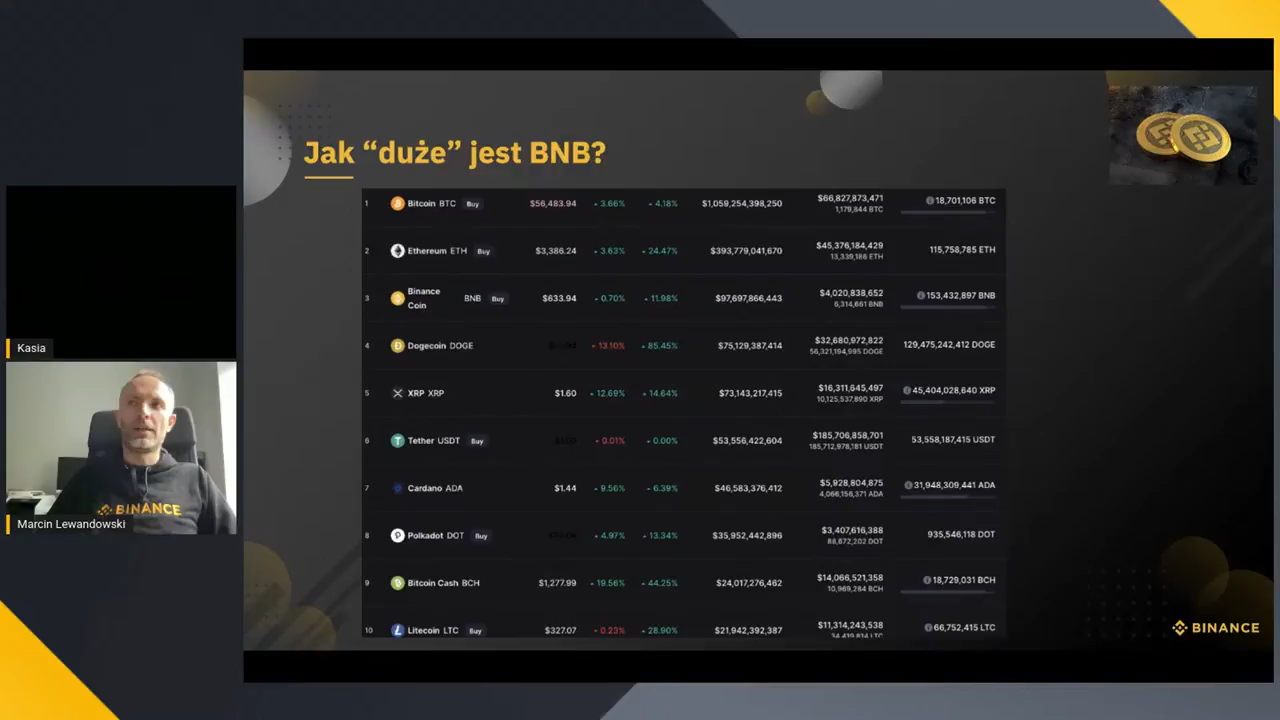 Jak “duże” jest BNB?
1 Bitcoin BTC Buy $56,483.94 3.66% 4.18% $1,059,254,398,250 $66,827,873,471 18,701,106 BTC
1,179,844 BTC
2 Ethereum ETH Buy $3,386.24 3.63% 24.47% $393,779,041,670 $45,376,184,429 115,758,785 ETH
13,339,186 ETH
3 Binance Coin BNB Buy $633.94 0.70% 11.98% $97,697,866,443 $4,020,838,652 153,432,897 BNB
6,314,661 BNB
4 Dogecoin DOGE 13.10% 85.45% $75,129,387,414 $32,680,972,822 129,475,242,412 DOGE
56,321,194,995 DOGE
5 XRP XRP $1.60 12.69% 14.64% $73,143,217,415 $16,311,645,497 45,404,028,640 XRP
10,125,537,890 XRP
6 Tether USDT Buy 0.01% 0.00% $53,556,422,604 $185,706,858,701 53,558,187,415 USDT
185,712,978,181 USDT
7 Cardano ADA $1.44 9.56% 6.39% $46,583,376,412 $5,928,804,875 31,948,309,441 ADA
4,066,156,371 ADA
8 Polkadot DOT Buy 4.97% 13.34% $35,952,442,896 $3,407,616,388 935,546,118 DOT
88,672,202 DOT
9 Bitcoin Cash BCH $1,277.99 19.56% 44.25% $24,017,276,462 $14,066,521,358 18,729,031 BCH
10,969,284 BCH
10 Litecoin LTC Buy $327.07 0.23% 28.90% $21,942,392,387 $11,314,243,538 66,752,415 LTC
Kasia
BINANCE
Marcin Lewandowski
BINANCE